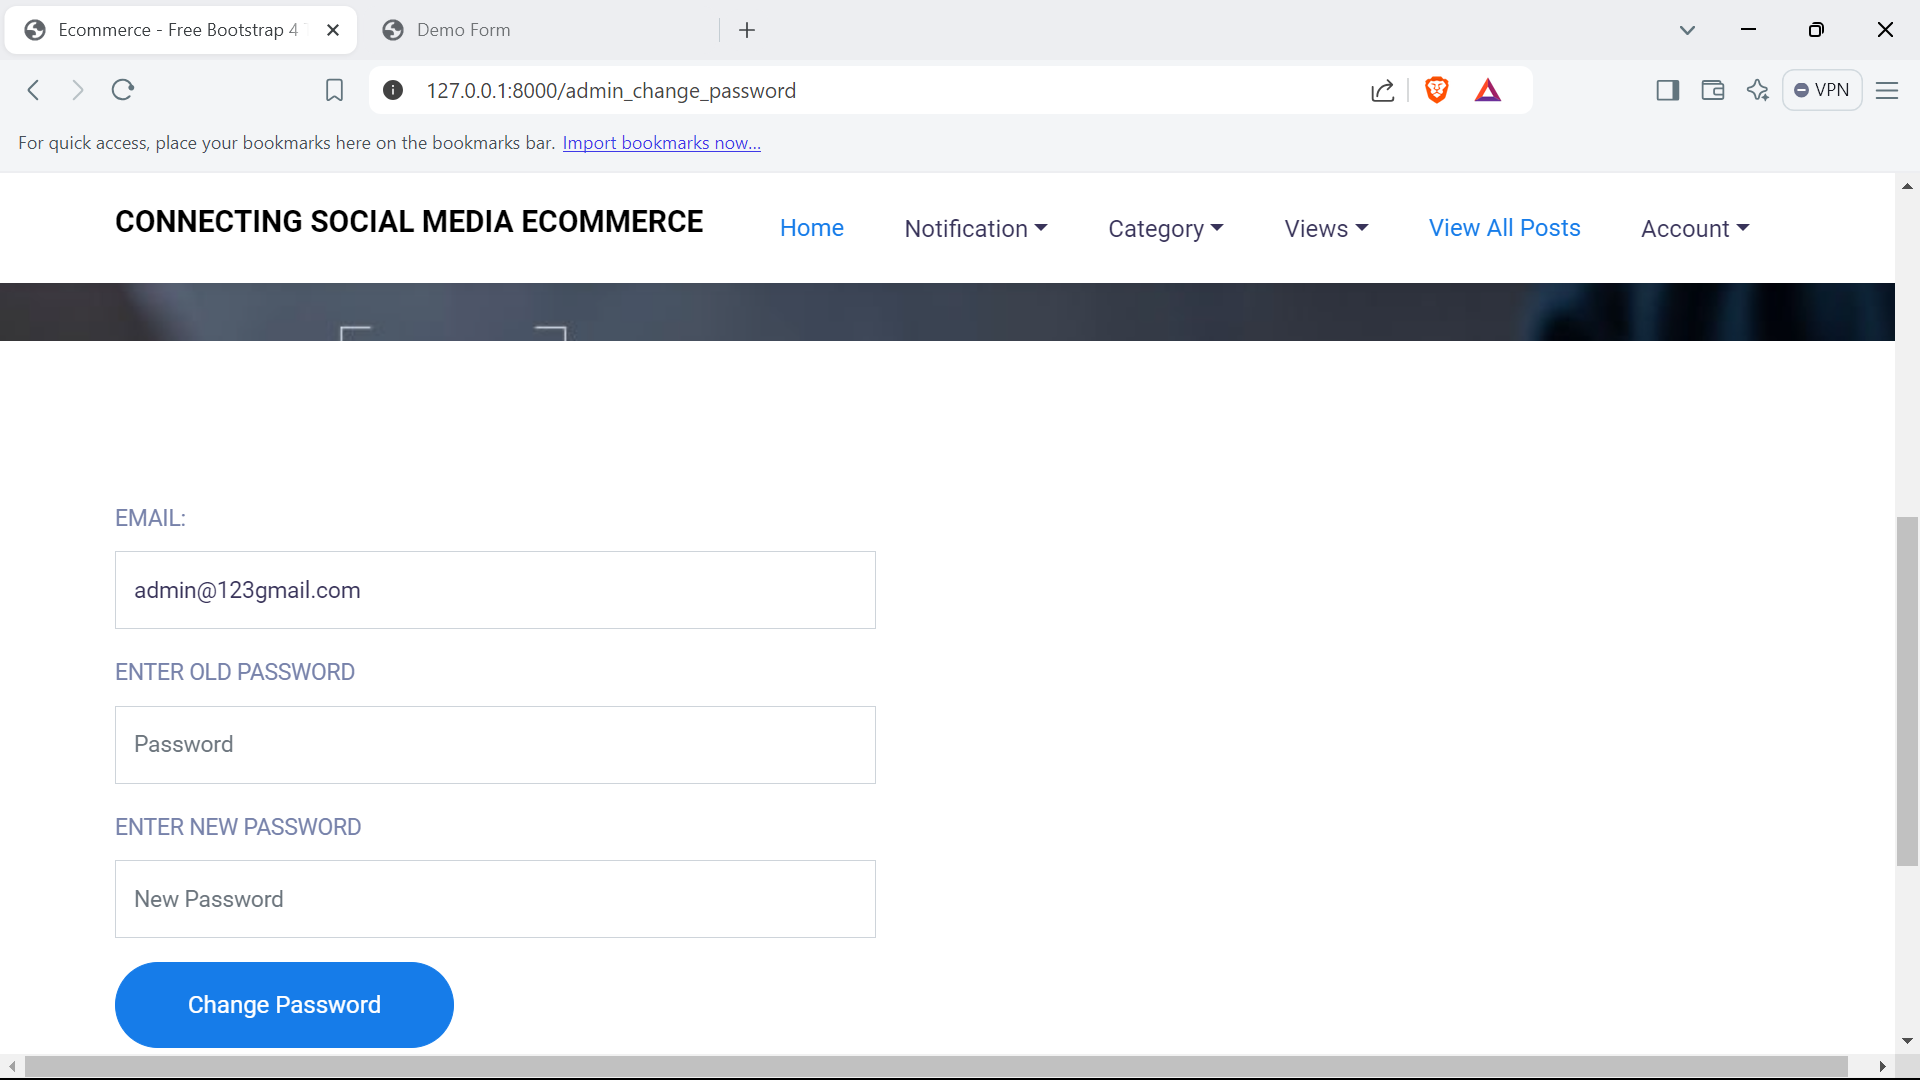 Ecommerce - Free Bootstrap 4
Demo Form
127.0.0.1:8000/admin_change_password
VPN
For quick access, place your bookmarks here on the bookmarks bar. Import bookmarks now...
CONNECTING SOCIAL MEDIA ECOMMERCE
Home
Notification
Category
Views
View All Posts
Account
EMAIL:
admin@123gmail.com
ENTER OLD PASSWORD
Password
ENTER NEW PASSWORD
New Password
Change Password